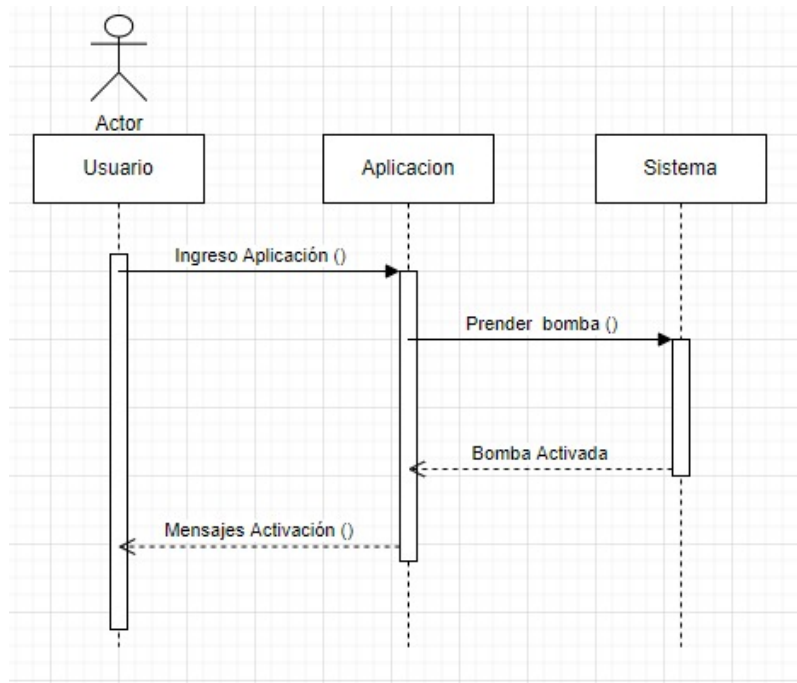 Actor
Usuario
Aplicacion
Sistema
Ingreso Aplicación ()
Prender bomba ()
Bomba Activada
Mensajes Activación ()